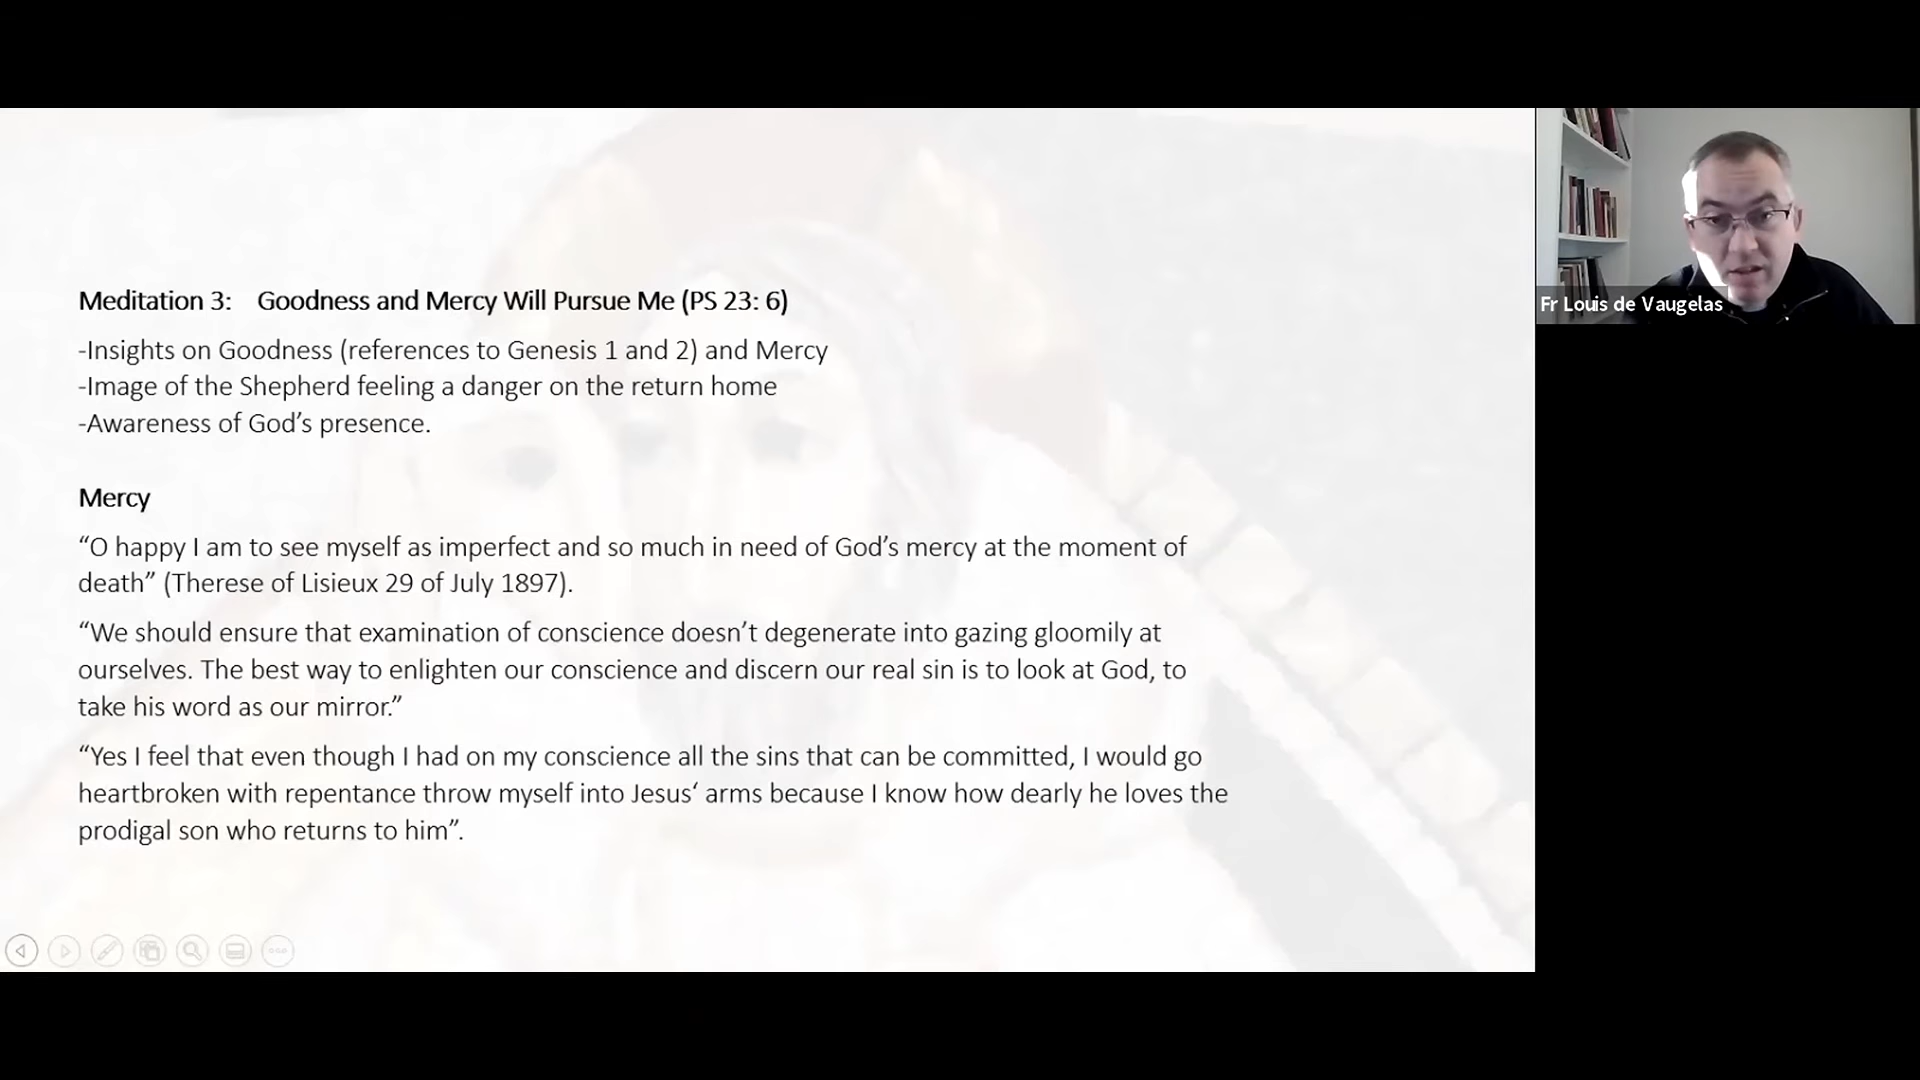 Meditation 3: Goodness and Mercy Will Pursue Me (PS 23: 6)
-Insights on Goodness (references to Genesis 1 and 2) and Mercy
-Image of the Shepherd feeling a danger on the return home
-Awareness of God’s presence.
Mercy
“O happy I am to see myself as imperfect and so much in need of God’s mercy at the moment of
death” (Therese of Lisieux 29 of July 1897).
“We should ensure that examination of conscience doesn’t degenerate into gazing gloomily at
ourselves. The best way to enlighten our conscience and discern our real sin is to look at God, to
take his word as our mirror.”
“Yes I feel that even though I had on my conscience all the sins that can be committed, I would go
heartbroken with repentance throw myself into Jesus‘ arms because I know how dearly he loves the
prodigal son who returns to him”.
Fr Louis de Vaugelas